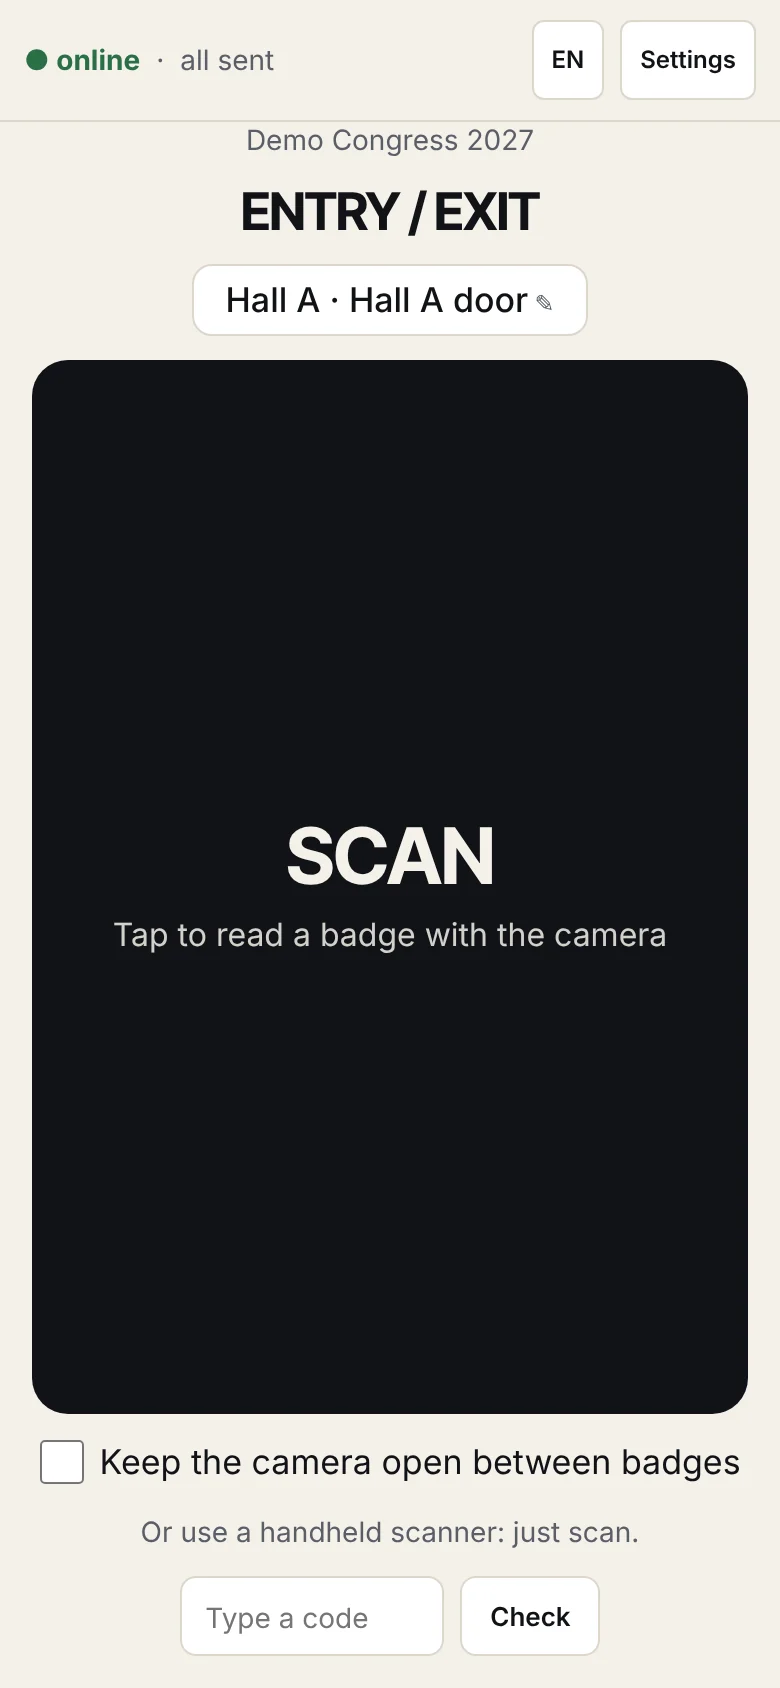 online · all sent
EN
Settings
Demo Congress 2027
ENTRY / EXIT
Hall A · Hall A door ✎
SCAN
Tap to read a badge with the camera
Keep the camera open between badges
Or use a handheld scanner: just scan.
Type a code
Check